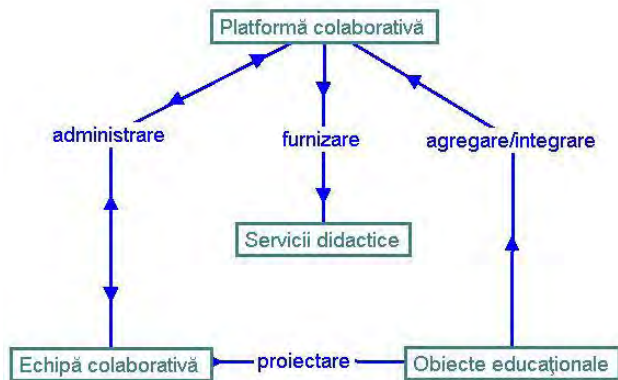 Platformă colaborativă
administrare
furnizare
agregare/integrare
Servicii didactice
Echipă colaborativă
proiectare
Obiecte educaţionale